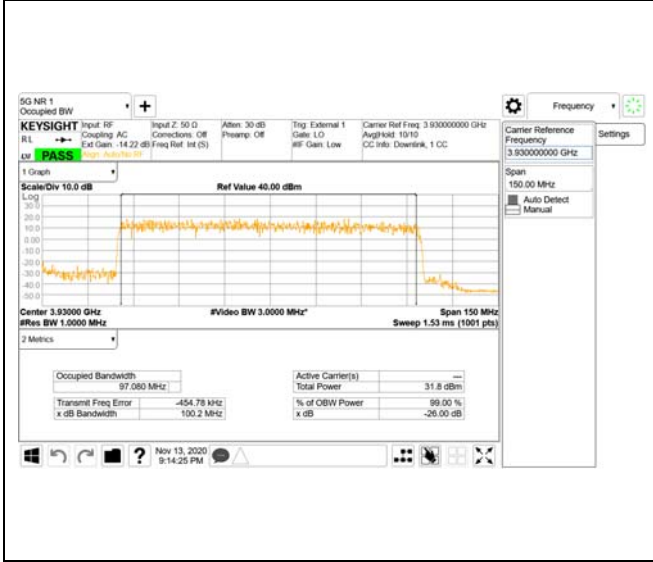 5G NR 1
Occupied BW
Frequency
KEYSIGHT
Input: RF
Input Z: 50 Ω
Atten: 30 dB
Trig: External 1
Carrier Ref Freq: 3.930000000 GHz
R L
Coupling: AC
Corrections: Off
Preamp: Off
Gate: LO
Avg|Hold: 10/10
Ext Gain: -14.22 dB
Freq Ref: Int (S)
#IF Gain: Low
CC Info: Downlink, 1 CC
PASS
Align: Auto/No RF
Carrier Reference
Frequency
3.930000000 GHz
Settings
Span
150.00 MHz
Auto Detect
Manual
1 Graph
Scale/Div 10.0 dB
Ref Value 40.00 dBm
Log
30.0
20.0
10.0
0.00
-10.0
-20.0
-30.0
-40.0
-50.0
Center 3.93000 GHz
#Video BW 3.0000 MHz*
Span 150 MHz
#Res BW 1.0000 MHz
Sweep 1.53 ms (1001 pts)
2 Metrics
Occupied Bandwidth
97.080 MHz
Active Carrier(s)
---
Total Power
31.8 dBm
Transmit Freq Error
-454.78 kHz
% of OBW Power
99.00 %
x dB Bandwidth
100.2 MHz
x dB
-26.00 dB
?
Nov 13, 2020
9:14:25 PM